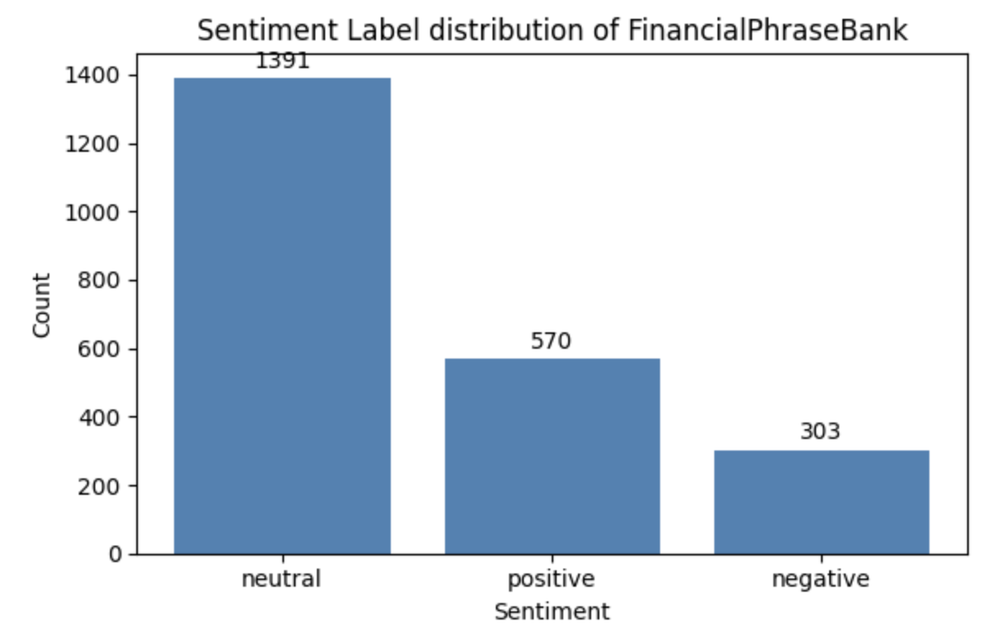 Sentiment Label distribution of FinancialPhraseBank
1391
1400
1200
1000
800
600
400
200
0
570
303
Count
neutral positive negative
Sentiment